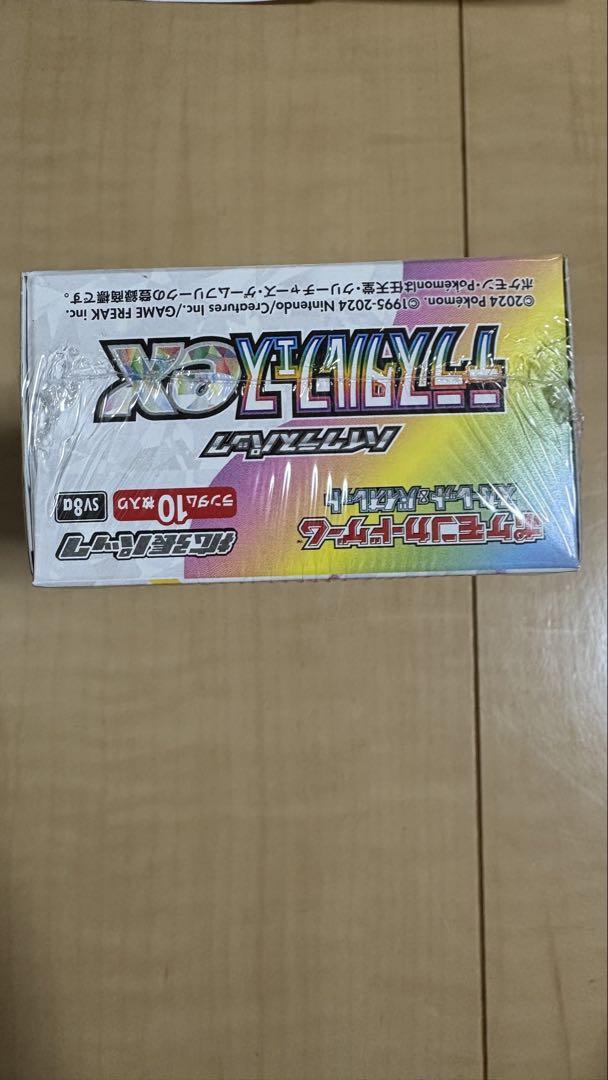 ポケモンカードゲーム
スカーレット&バイオレット
拡張パック
ランダム10枚入り
SV8a
ハイクラスパック
テラスタルフェスex
©2024 Pokémon. ©1995-2024 Nintendo/Creatures Inc./GAME FREAK inc.
ポケモン・Pokémonは任天堂・クリーチャーズ・ゲームフリークの登録商標です。